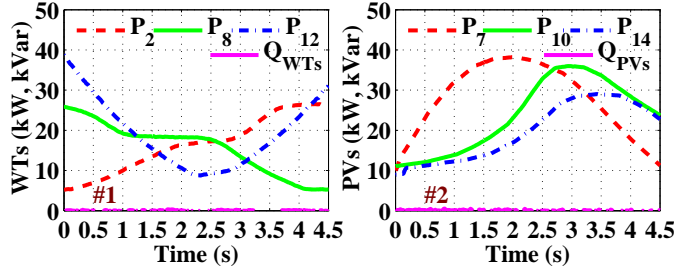 WTs (kW, kVar)
50
40
30
20
10
0
P2 P8 P12
QWTs
#1
0 0.5 1 1.5 2 2.5 3 3.5 4 4.5
Time (s)
PVs (kW, kVar)
50
40
30
20
10
0
P7 P10 P14
QPVs
#2
0 0.5 1 1.5 2 2.5 3 3.5 4 4.5
Time (s)